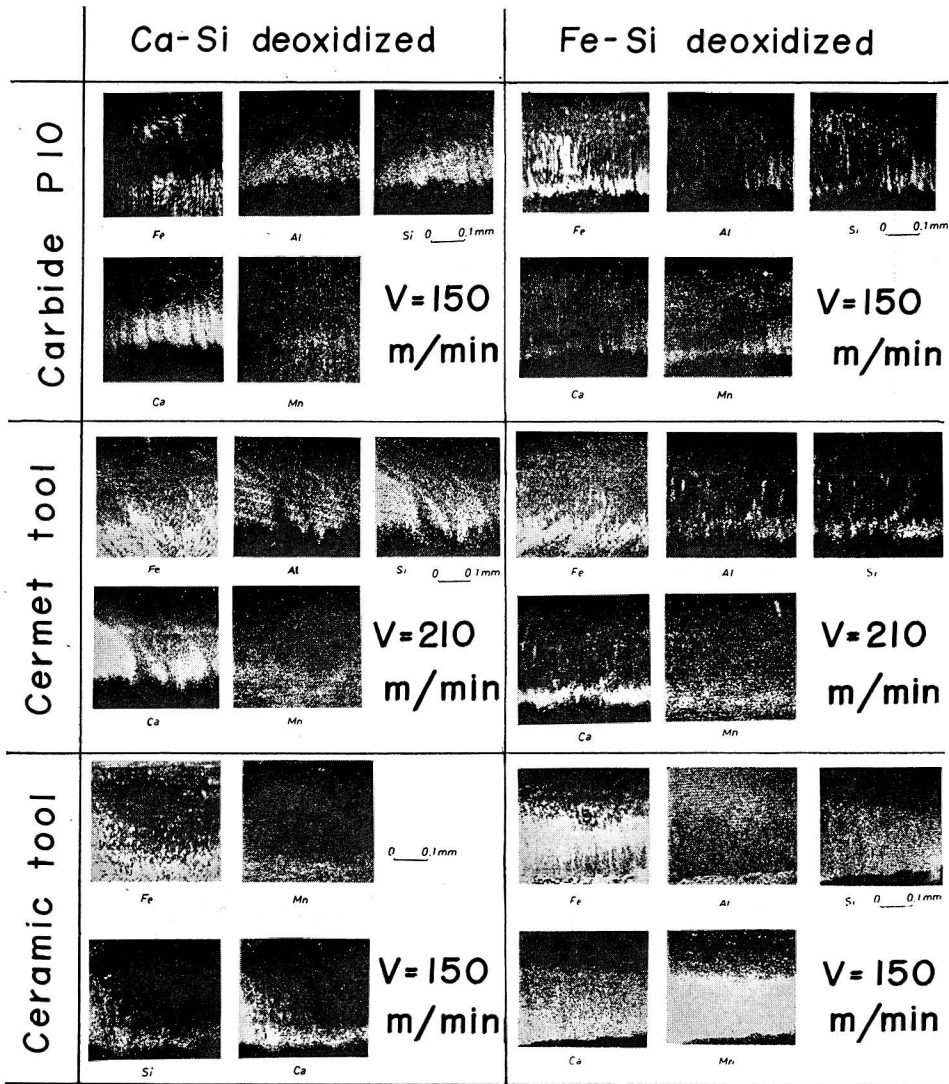 Ca-Si deoxidized
Fe-Si deoxidized
Carbide P10
Fe
Al
Si 0 0.1mm
Ca
Mn
V=150
m/min
Fe
Al
Si 0 0.1mm
Ca
Mn
V=150
m/min
Cermet tool
Fe
Al
Si 0 0.1mm
Ca
Mn
V=210
m/min
Fe
Al
Si
Ca
Mn
V=210
m/min
Ceramic tool
Fe
Mn
0 0.1mm
Si
Ca
V=150
m/min
Fe
Al
Si 0 0.1mm
Ca
Mn
V=150
m/min